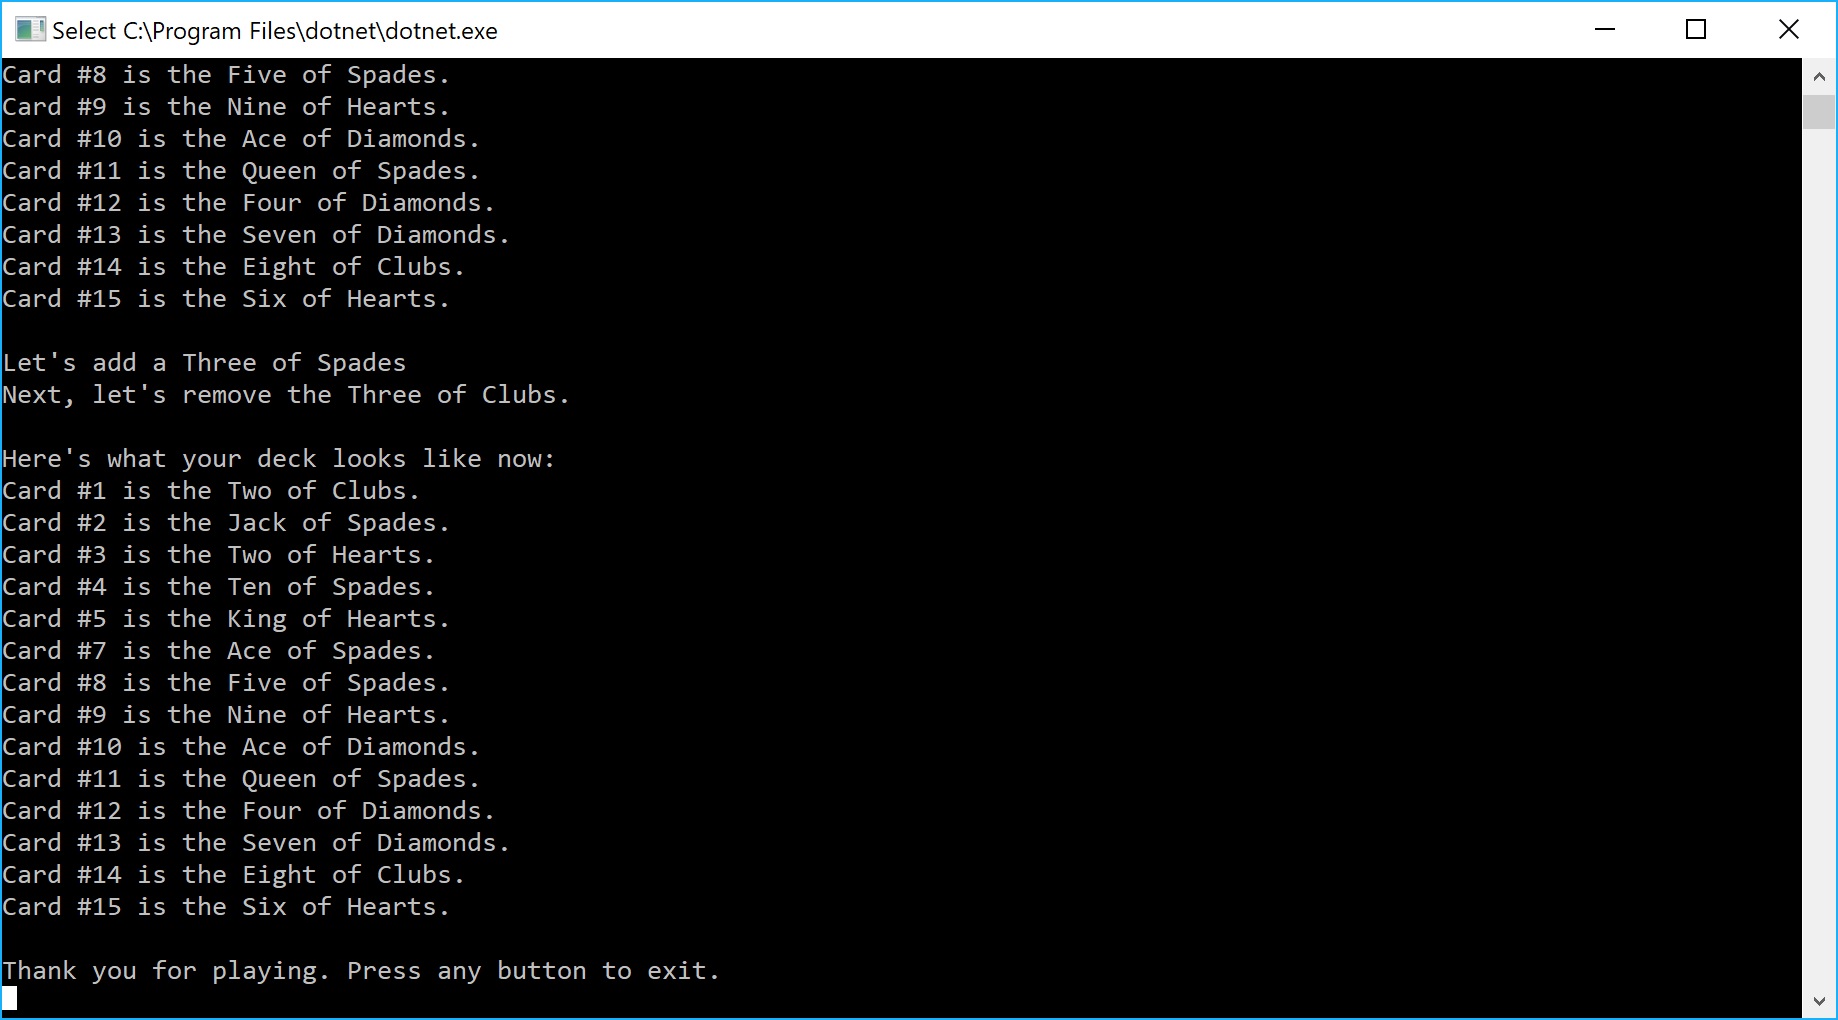 Select C:\Program Files\dotnet\dotnet.exe
Card #8 is the Five of Spades.
Card #9 is the Nine of Hearts.
Card #10 is the Ace of Diamonds.
Card #11 is the Queen of Spades.
Card #12 is the Four of Diamonds.
Card #13 is the Seven of Diamonds.
Card #14 is the Eight of Clubs.
Card #15 is the Six of Hearts.
Let's add a Three of Spades
Next, let's remove the Three of Clubs.
Here's what your deck looks like now:
Card #1 is the Two of Clubs.
Card #2 is the Jack of Spades.
Card #3 is the Two of Hearts.
Card #4 is the Ten of Spades.
Card #5 is the King of Hearts.
Card #7 is the Ace of Spades.
Card #8 is the Five of Spades.
Card #9 is the Nine of Hearts.
Card #10 is the Ace of Diamonds.
Card #11 is the Queen of Spades.
Card #12 is the Four of Diamonds.
Card #13 is the Seven of Diamonds.
Card #14 is the Eight of Clubs.
Card #15 is the Six of Hearts.
Thank you for playing. Press any button to exit.